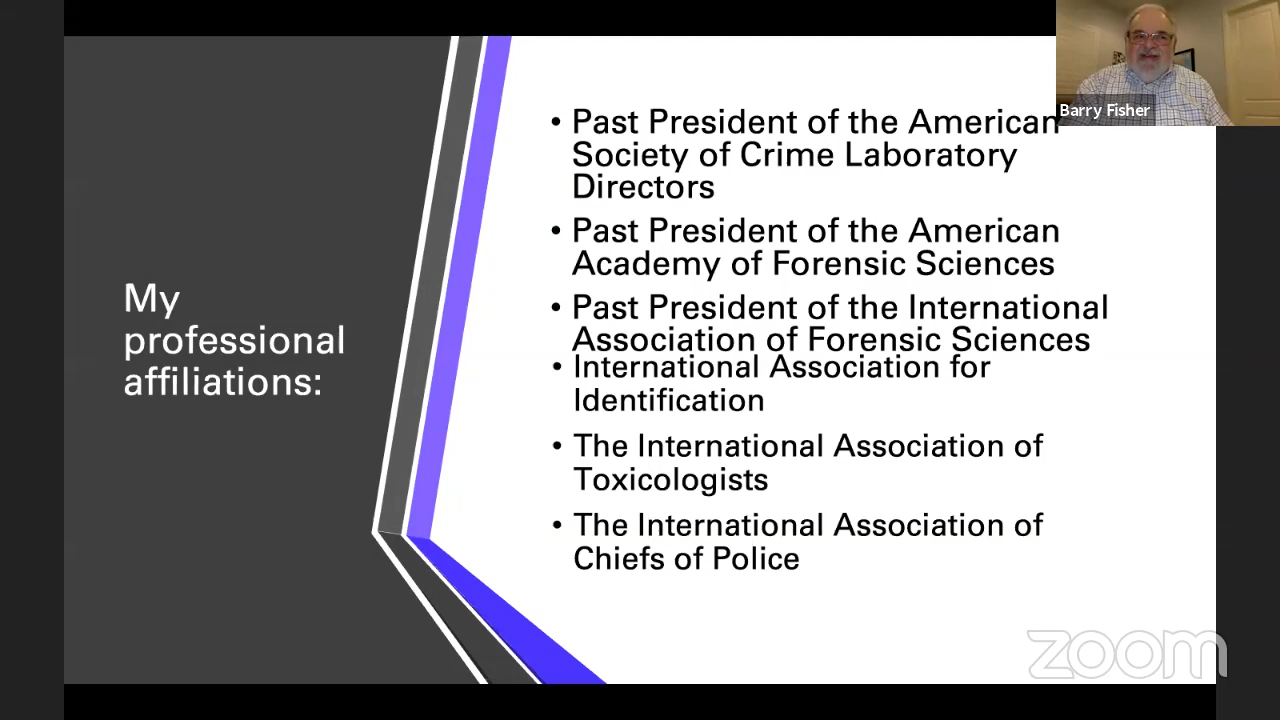 Barry Fisher
My
professional
affiliations:
• Past President of the American
Society of Crime Laboratory
Directors
• Past President of the American
Academy of Forensic Sciences
• Past President of the International
Association of Forensic Sciences
• International Association for
Identification
• The International Association of
Toxicologists
• The International Association of
Chiefs of Police
zoom